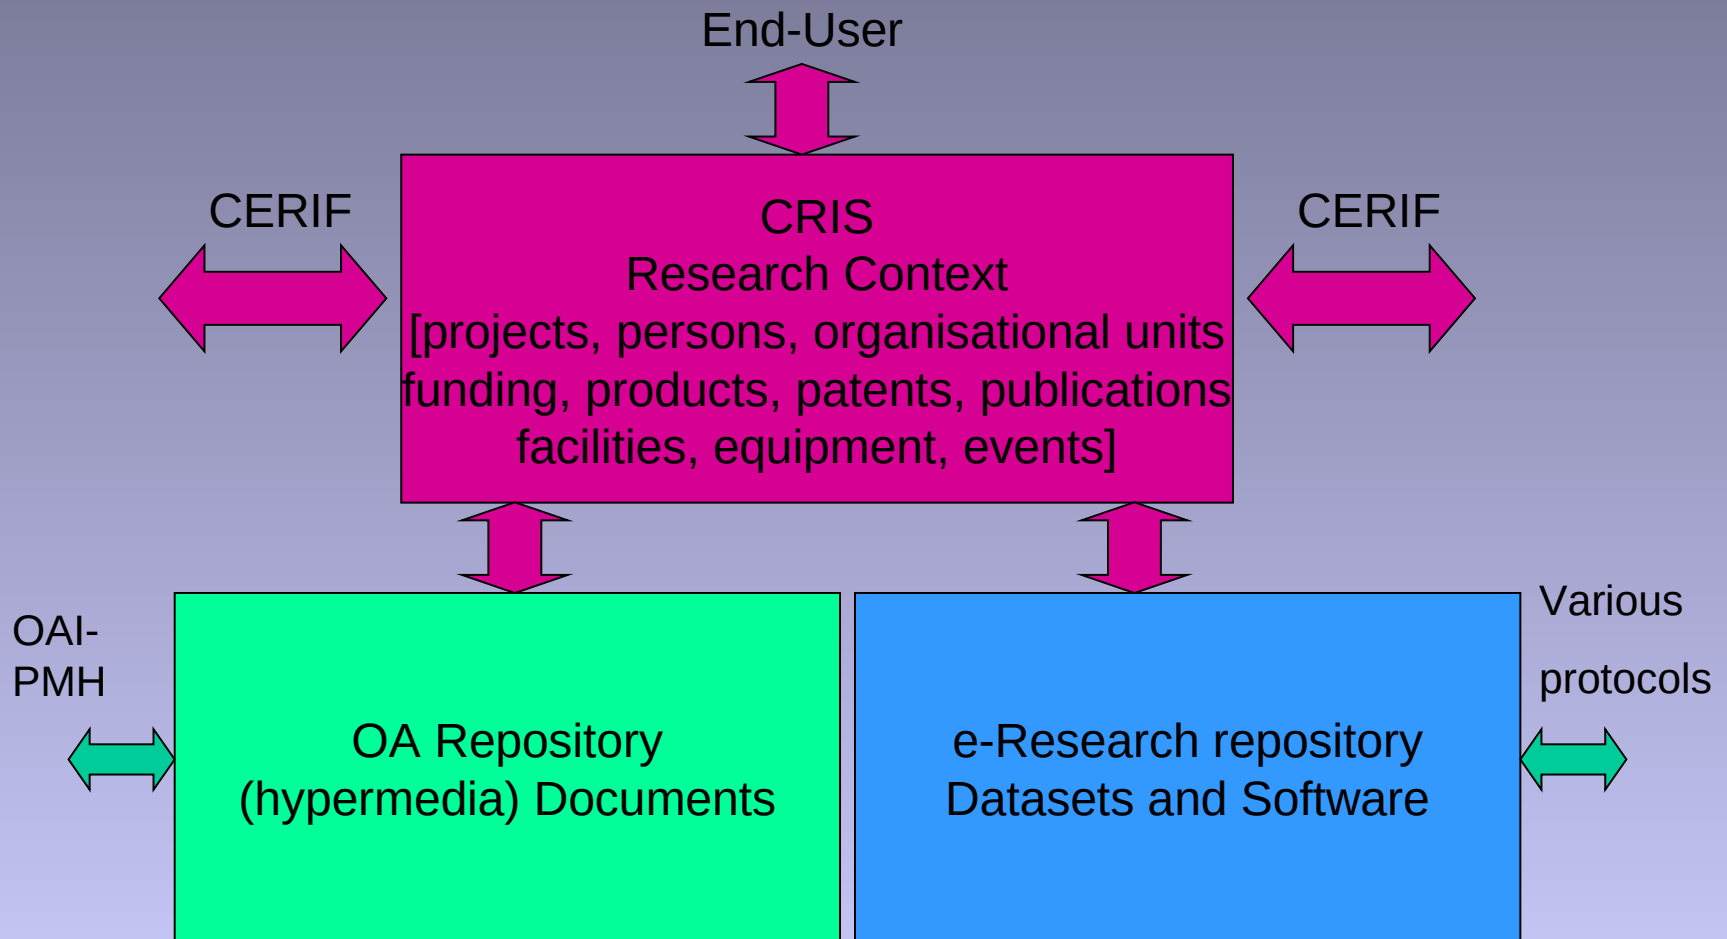 End-User
CERIF
CERIF
CRIS
Research Context
[projects, persons, organisational units
funding, products, patents, publications
facilities, equipment, events]
OAI-
PMH
Various
protocols
OA Repository
(hypermedia) Documents
e-Research repository
Datasets and Software